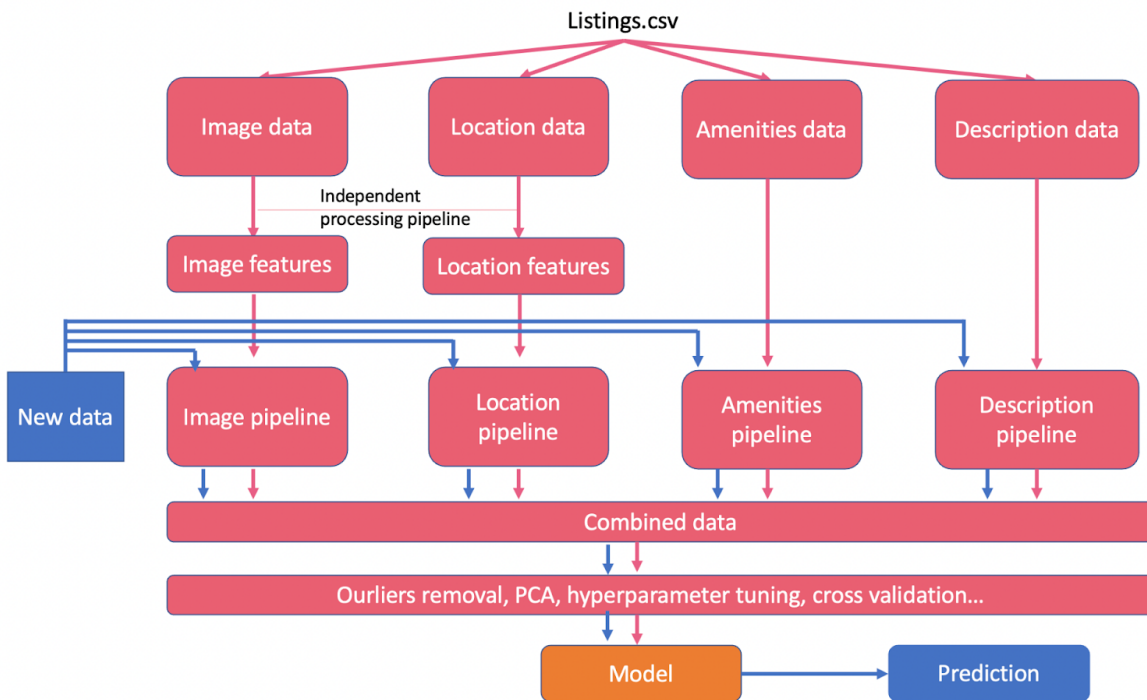 Listings.csv
Image data
Location data
Amenities data
Description data
Independent
processing pipeline
Image features
Location features
New data
Image pipeline
Location
pipeline
Amenities
pipeline
Description
pipeline
Combined data
Ourliers removal, PCA, hyperparameter tuning, cross validation...
Model
Prediction